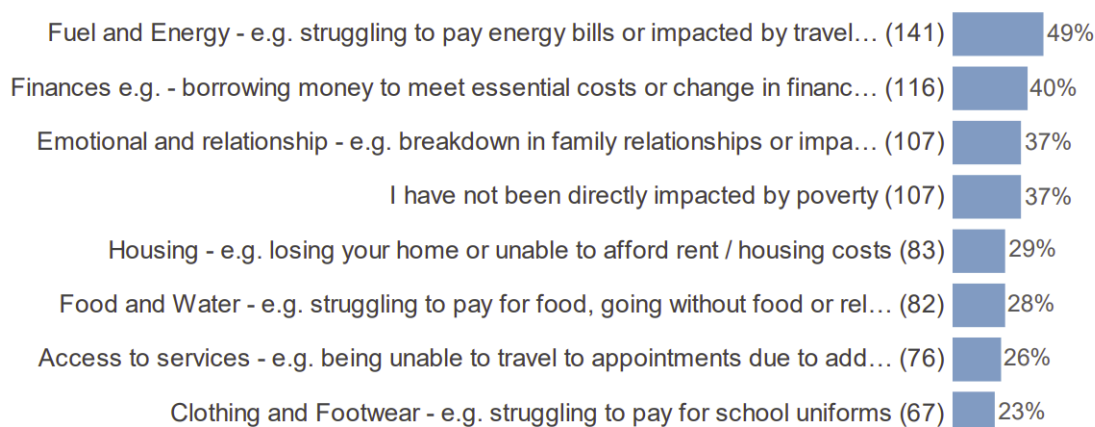 Fuel and Energy - e.g. struggling to pay energy bills or impacted by travel… (141) 49%
Finances e.g. - borrowing money to meet essential costs or change in financ… (116) 40%
Emotional and relationship - e.g. breakdown in family relationships or impa… (107) 37%
I have not been directly impacted by poverty (107) 37%
Housing - e.g. losing your home or unable to afford rent / housing costs (83) 29%
Food and Water - e.g. struggling to pay for food, going without food or rel… (82) 28%
Access to services - e.g. being unable to travel to appointments due to add… (76) 26%
Clothing and Footwear - e.g. struggling to pay for school uniforms (67) 23%